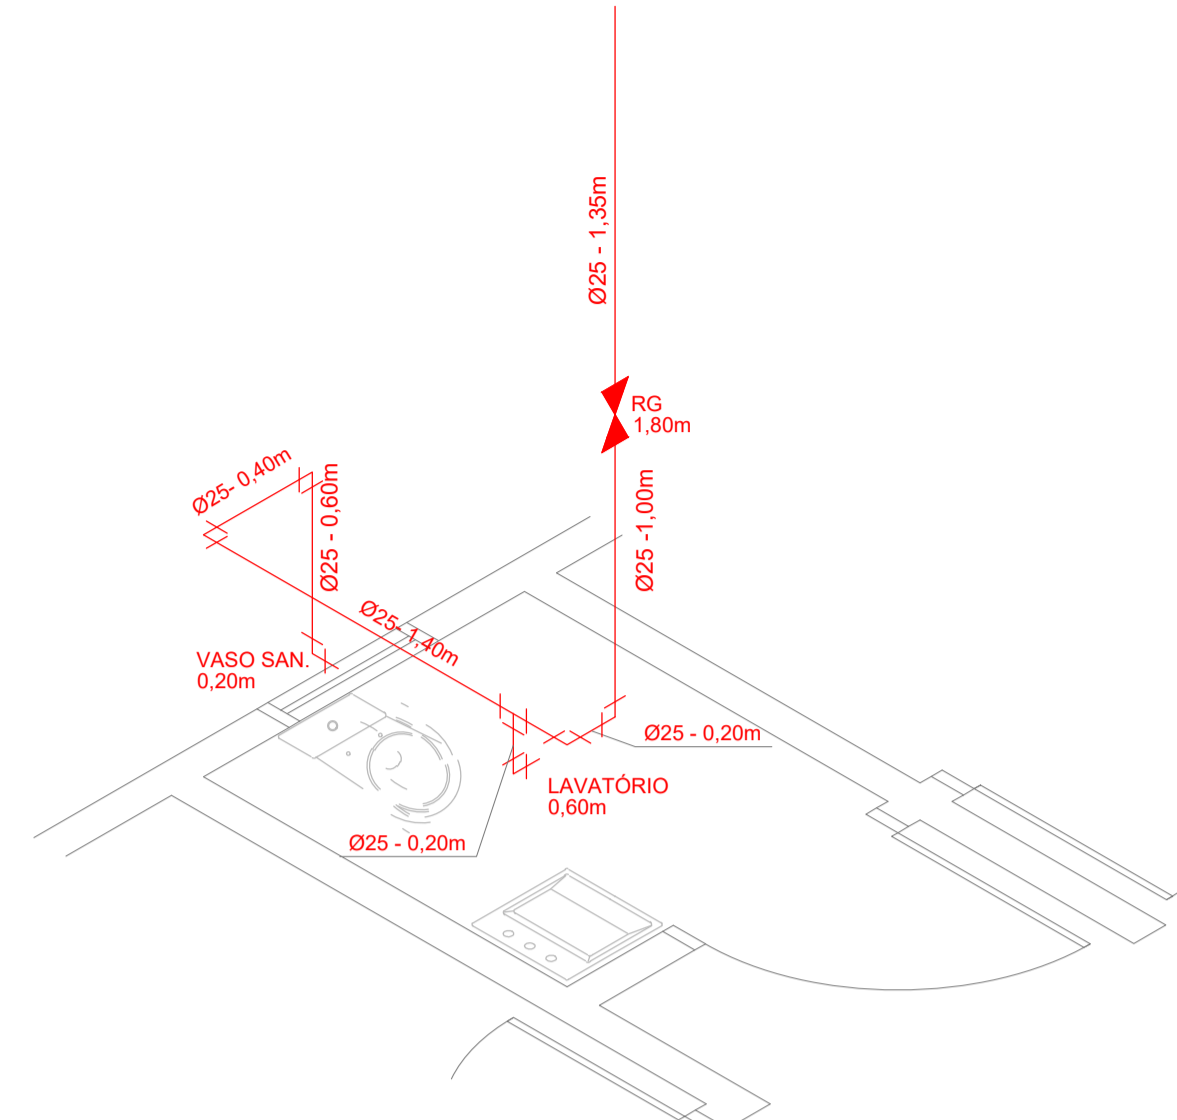 Ø25 - 1,35m
RG
1,80m
Ø25- 0,40m
Ø25 - 0,60m
Ø25 -1,00m
Ø25- 1,40m
VASO SAN.
0,20m
Ø25 - 0,20m
LAVATÓRIO
0,60m
Ø25 - 0,20m